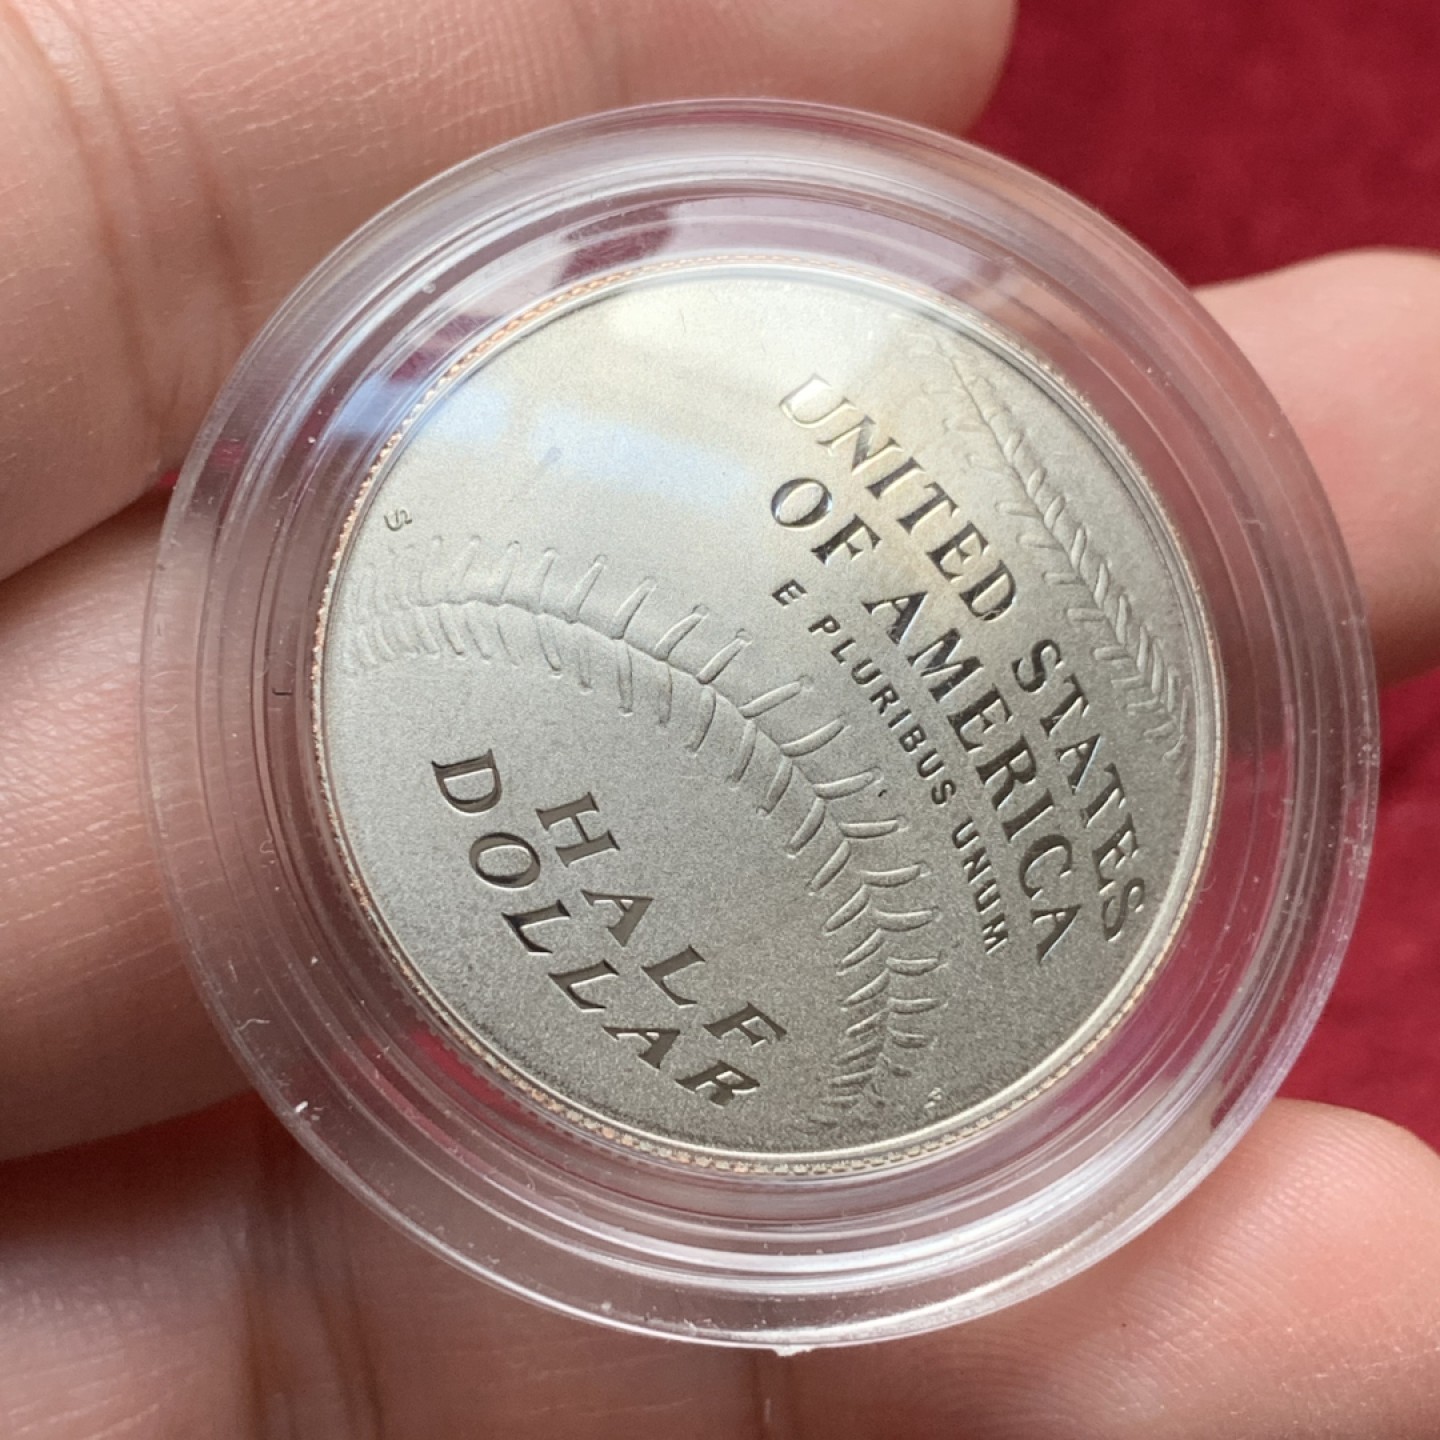 UNITED STATES
OF AMERICA
E PLURIBUS UNUM
S
HALF
DOLLAR